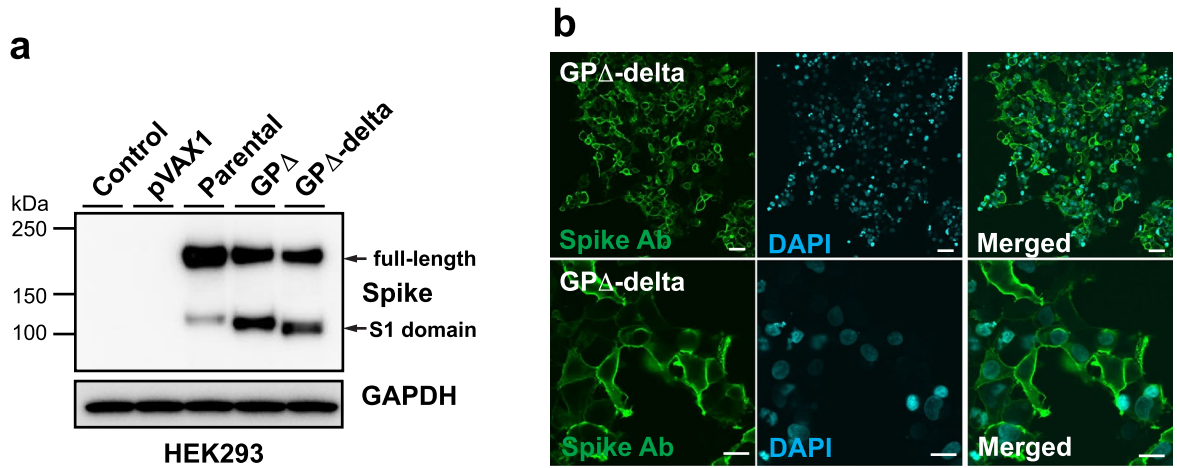 a
Control
pVAX1
Parental
GPΔ
GPΔ-delta
kDa
250
150
100
full-length
Spike
S1 domain
GAPDH
HEK293
b
GPΔ-delta
Spike Ab
DAPI
Merged
GPΔ-delta
Spike Ab
DAPI
Merged